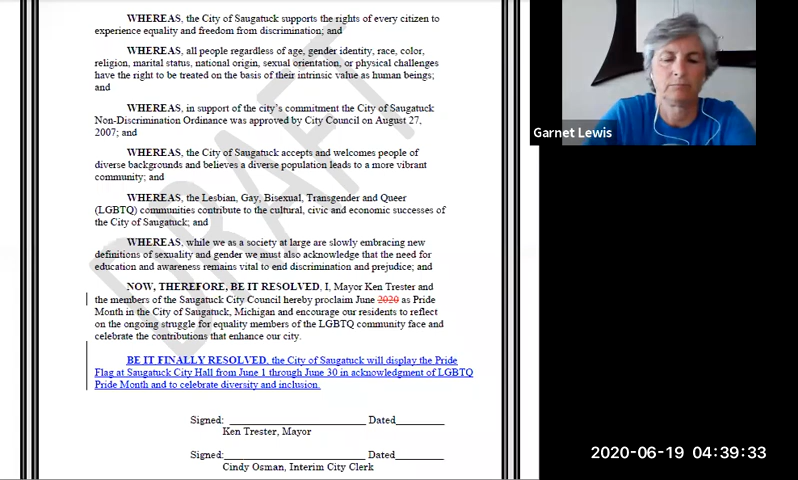 WHEREAS, the City of Saugatuck supports the rights of every citizen to
experience equality and freedom from discrimination; and
WHEREAS, all people regardless of age, gender identity, race, color,
religion, marital status, national origin, sexual orientation, or physical challenges
have the right to be treated on the basis of their intrinsic value as human beings;
and
WHEREAS, in support of the city's commitment the City of Saugatuck
Non-Discrimination Ordinance was approved by City Council on August 27,
2007; and
WHEREAS, the City of Saugatuck accepts and welcomes people of
diverse backgrounds and believes a diverse population leads to a more vibrant
community; and
WHEREAS, the Lesbian, Gay, Bisexual, Transgender and Queer
(LGBTQ) communities contribute to the cultural, civic and economic successes of
the City of Saugatuck; and
WHEREAS, while we as a society at large are slowly embracing new
definitions of sexuality and gender we must also acknowledge that the need for
education and awareness remains vital to end discrimination and prejudice; and
NOW, THEREFORE, BE IT RESOLVED, I, Mayor Ken Trester and
the members of the Saugatuck City Council hereby proclaim June 2020 as Pride
Month in the City of Saugatuck, Michigan and encourage our residents to reflect
on the ongoing struggle for equality members of the LGBTQ community face and
celebrate the contributions that enhance our city.
BE IT FINALLY RESOLVED, the City of Saugatuck will display the Pride
Flag at Saugatuck City Hall from June 1 through June 30 in acknowledgment of LGBTQ
Pride Month and to celebrate diversity and inclusion.
Signed: Dated
Ken Trester, Mayor
Signed: Dated
Cindy Osman, Interim City Clerk
DRAFT
Garnet Lewis
2020-06-19 04:39:33